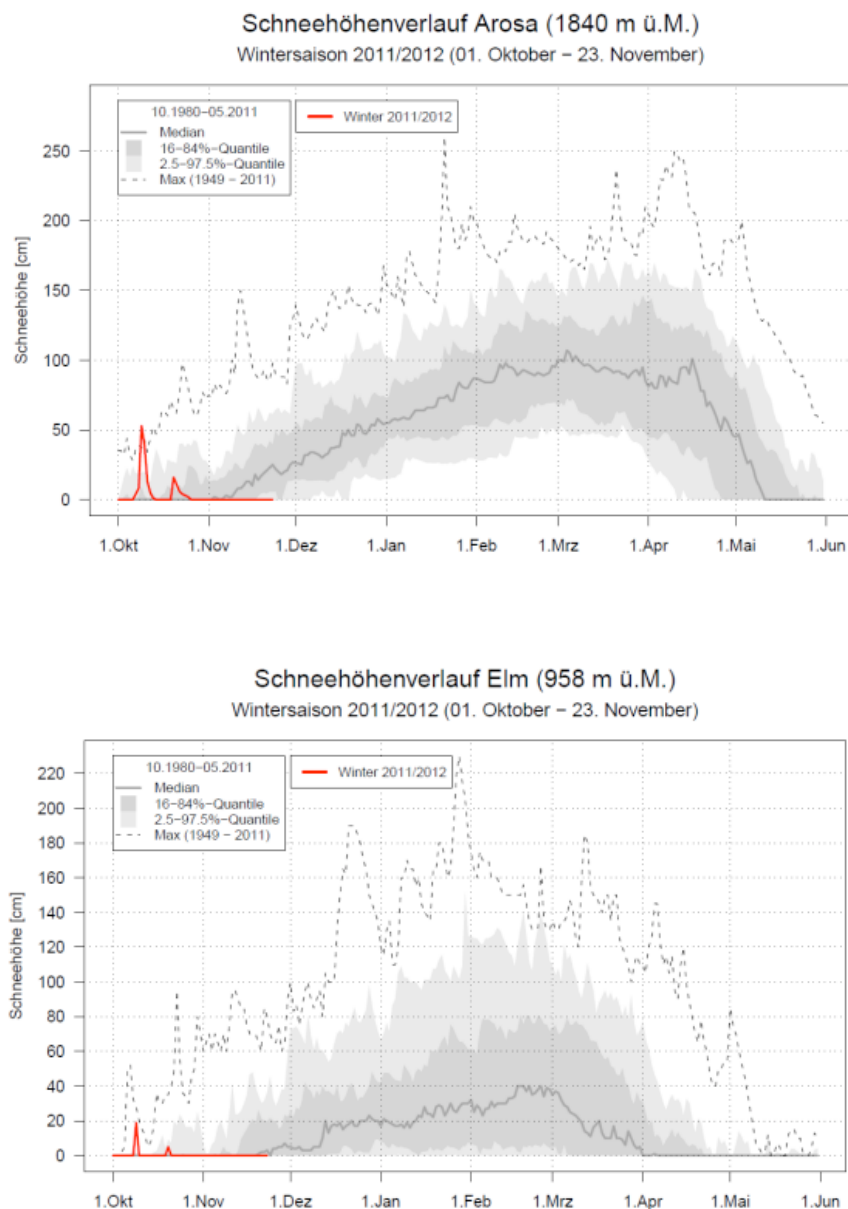 Schneehöhenverlauf Arosa (1840 m ü.M.)
Wintersaison 2011/2012 (01. Oktober − 23. November)
10.1980−05.2011
Median
16−84%−Quantile
2.5−97.5%−Quantile
Max (1949 − 2011)
Winter 2011/2012
Schneehöhe [cm]
250
200
150
100
50
0
1.Okt 1.Nov 1.Dez 1.Jan 1.Feb 1.Mrz 1.Apr 1.Mai 1.Jun
Schneehöhenverlauf Elm (958 m ü.M.)
Wintersaison 2011/2012 (01. Oktober − 23. November)
10.1980−05.2011
Median
16−84%−Quantile
2.5−97.5%−Quantile
Max (1949 − 2011)
Winter 2011/2012
Schneehöhe [cm]
220
200
180
160
140
120
100
80
60
40
20
0
1.Okt 1.Nov 1.Dez 1.Jan 1.Feb 1.Mrz 1.Apr 1.Mai 1.Jun